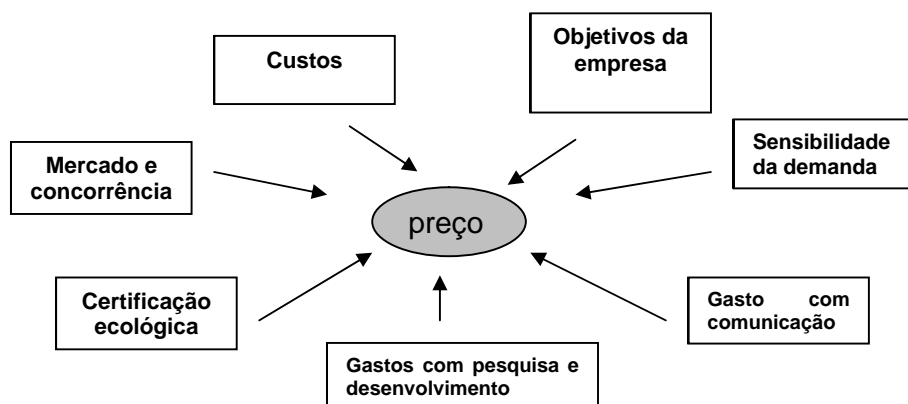 Custos
Objetivos da
empresa
Mercado e
concorrência
Sensibilidade
da demanda
preço
Certificação
ecológica
Gasto com
comunicação
Gastos com pesquisa e
desenvolvimento